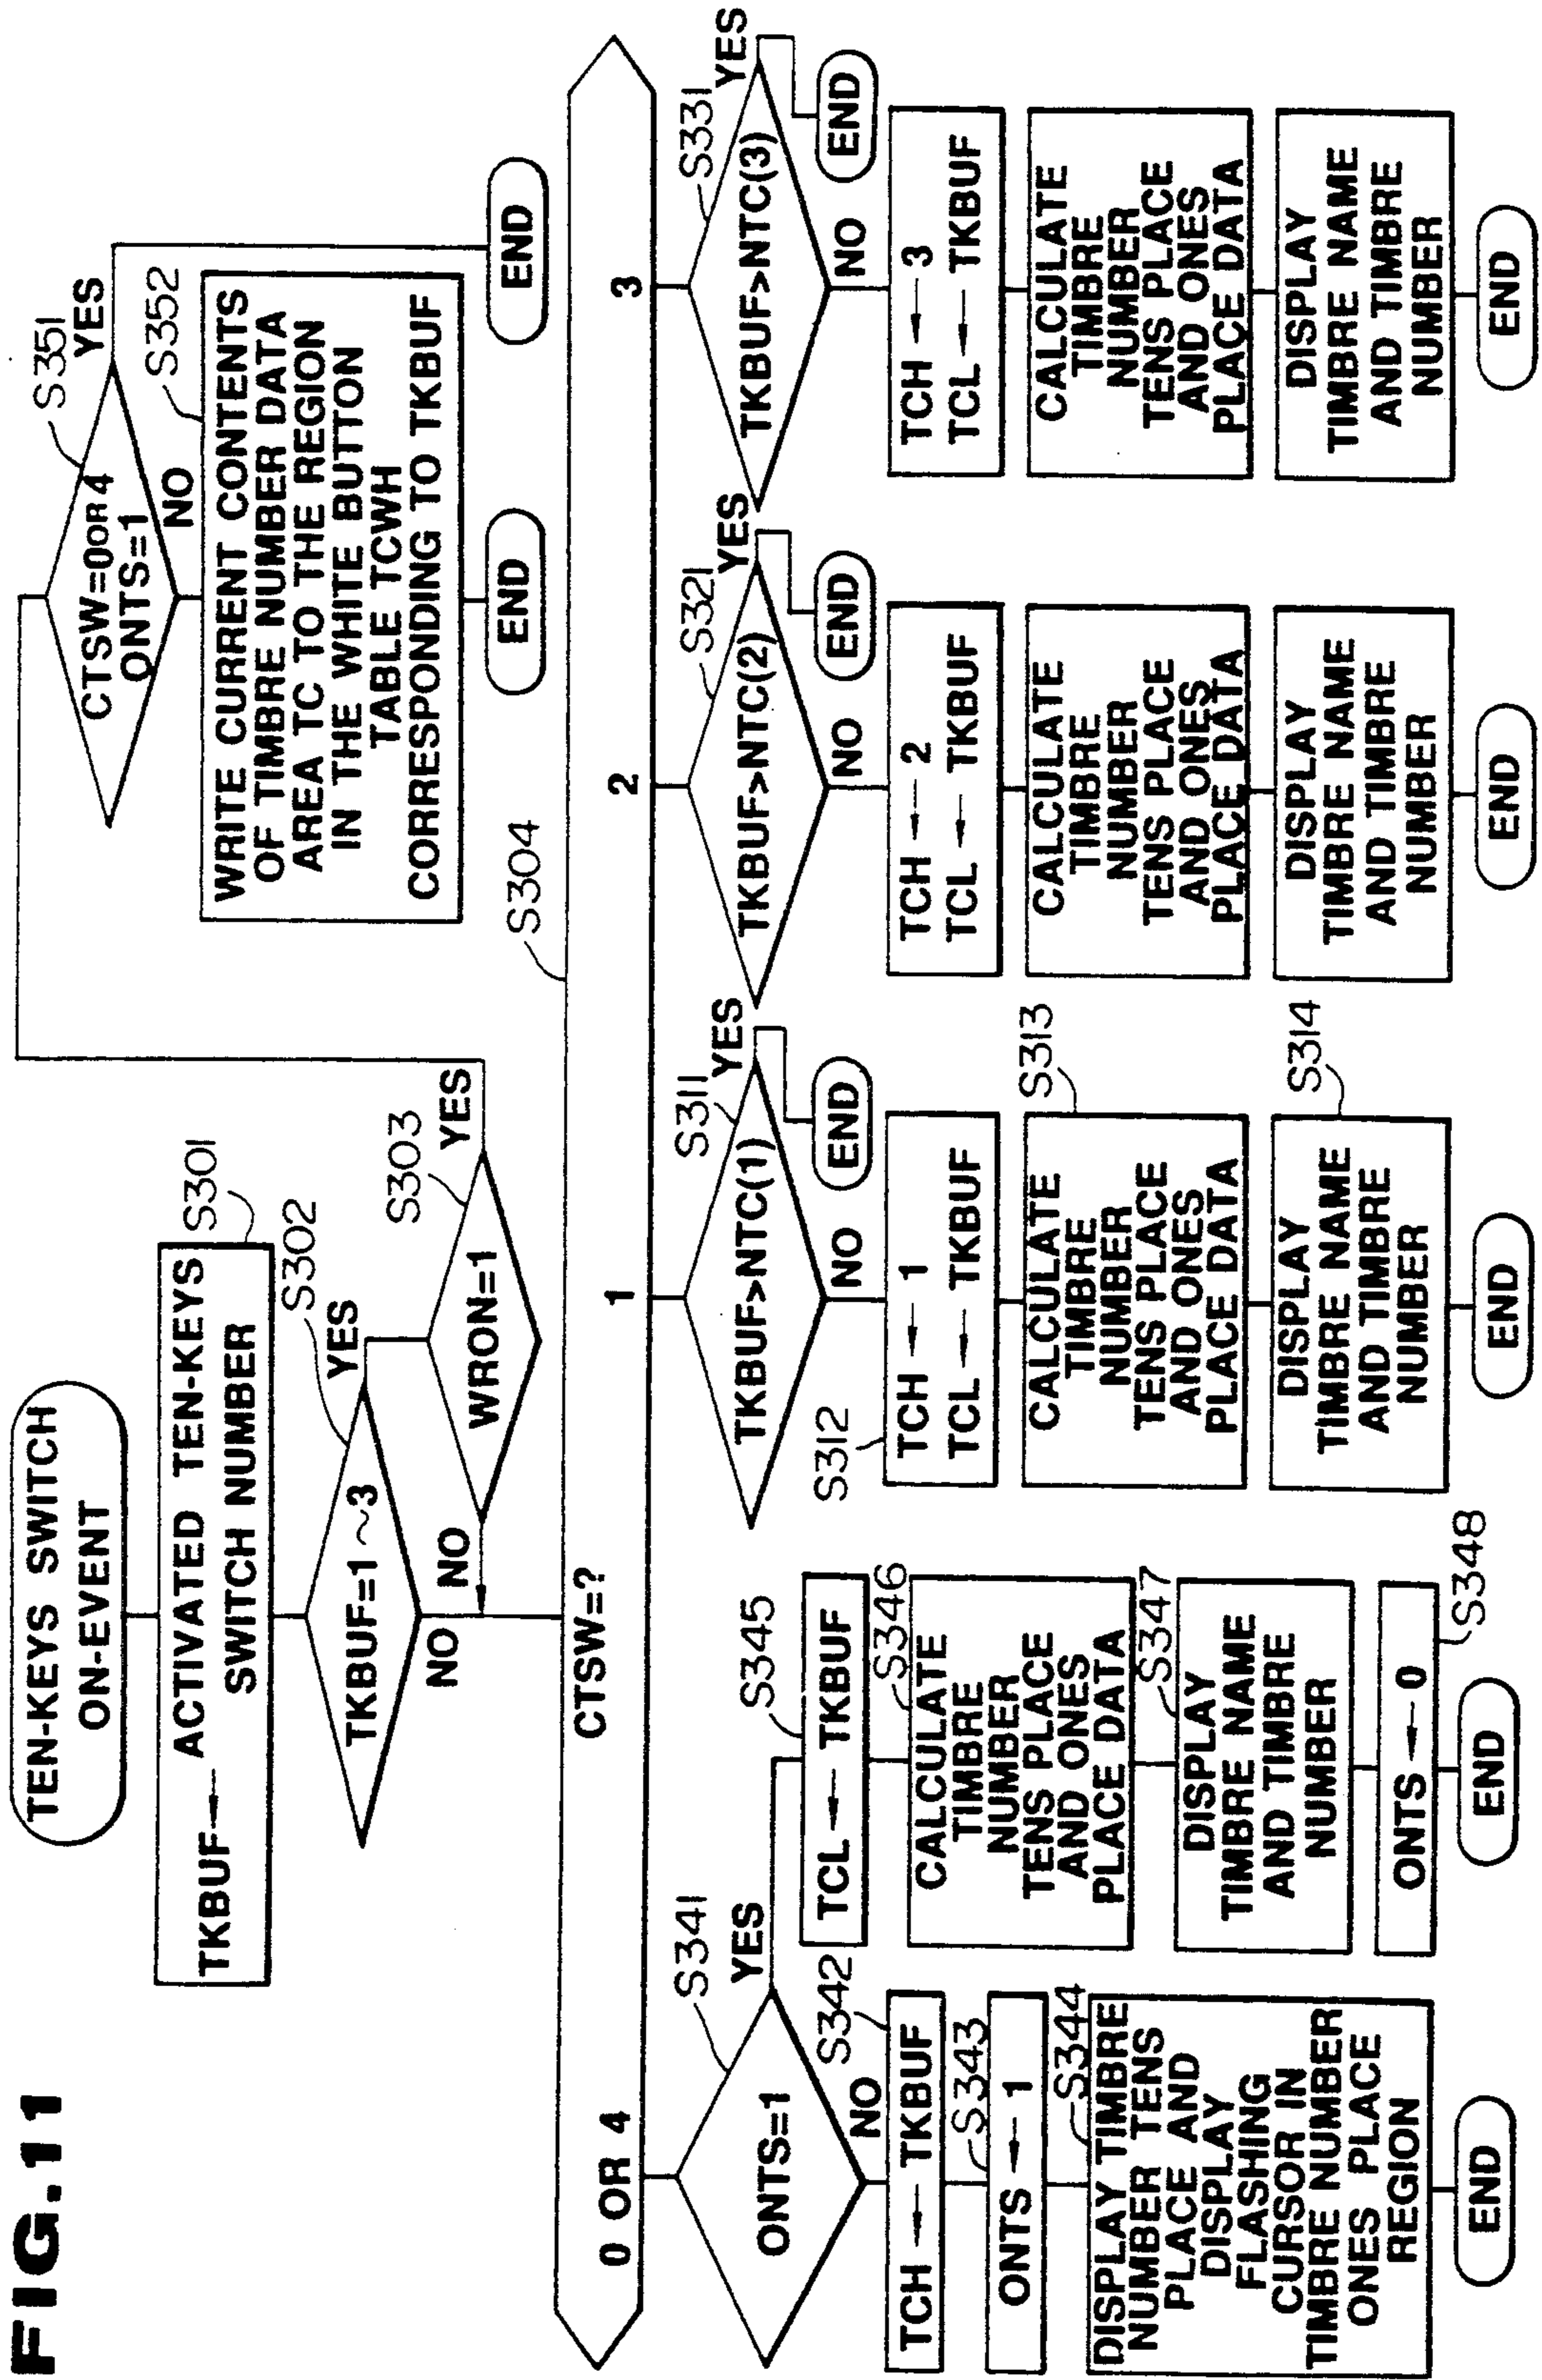 FIG.11
TEN-KEYS SWITCH
ON-EVENT
S301
TKBUF← ACTIVATED TEN-KEYS
SWITCH NUMBER
S302
TKBUF=1~3
YES
NO
S303
WRON=1
YES
NO
S351
CTSW=0OR 4
ONTS=1
YES
NO
S352
WRITE CURRENT CONTENTS
OF TIMBRE NUMBER DATA
AREA TC TO THE REGION
IN THE WHITE BUTTON
TABLE TCWH
CORRESPONDING TO TKBUF
END
END
S304
CTSW=?
0 OR 4
1
2
3
S341
ONTS=1
YES
NO
S342
TCH ← TKBUF
S343
ONTS ← 1
S344
DISPLAY TIMBRE
NUMBER TENS
PLACE AND
DISPLAY
FLASHING
CURSOR IN
TIMBRE NUMBER
ONES PLACE
REGION
END
S345
TCL ← TKBUF
S346
CALCULATE
TIMBRE
NUMBER
TENS PLACE
AND ONES
PLACE DATA
S347
DISPLAY
TIMBRE NAME
AND TIMBRE
NUMBER
S348
ONTS ← 0
END
S311
TKBUF>NTC(1)
YES
END
NO
S312
TCH ← 1
TCL ← TKBUF
S313
CALCULATE
TIMBRE
NUMBER
TENS PLACE
AND ONES
PLACE DATA
S314
DISPLAY
TIMBRE NAME
AND TIMBRE
NUMBER
END
S321
TKBUF>NTC(2)
YES
END
NO
TCH ← 2
TCL ← TKBUF
CALCULATE
TIMBRE
NUMBER
TENS PLACE
AND ONES
PLACE DATA
DISPLAY
TIMBRE NAME
AND TIMBRE
NUMBER
END
S331
TKBUF>NTC(3)
YES
END
NO
TCH ← 3
TCL ← TKBUF
CALCULATE
TIMBRE
NUMBER
TENS PLACE
AND ONES
PLACE DATA
DISPLAY
TIMBRE NAME
AND TIMBRE
NUMBER
END